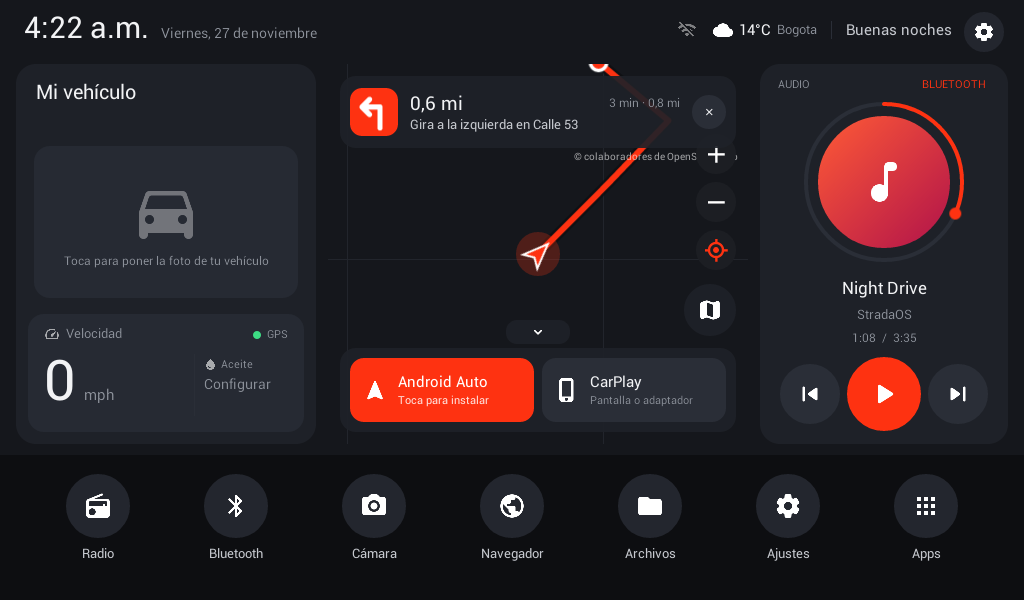 4:22 a.m.
Viernes, 27 de noviembre
14°C Bogota
Buenas noches
Mi vehículo
Toca para poner la foto de tu vehículo
Velocidad
GPS
0 mph
Aceite
Configurar
0,6 mi
3 min · 0,8 mi
Gira a la izquierda en Calle 53
© colaboradores de OpenS
Android Auto
Toca para instalar
CarPlay
Pantalla o adaptador
AUDIO
BLUETOOTH
Night Drive
StradaOS
1:08 / 3:35
Radio
Bluetooth
Cámara
Navegador
Archivos
Ajustes
Apps